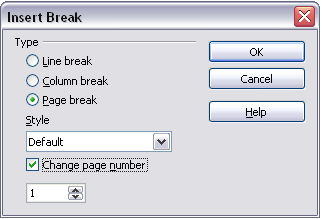 Insert Break
Type
Line break
Column break
Page break
Style
Default
Change page number
1
OK
Cancel
Help